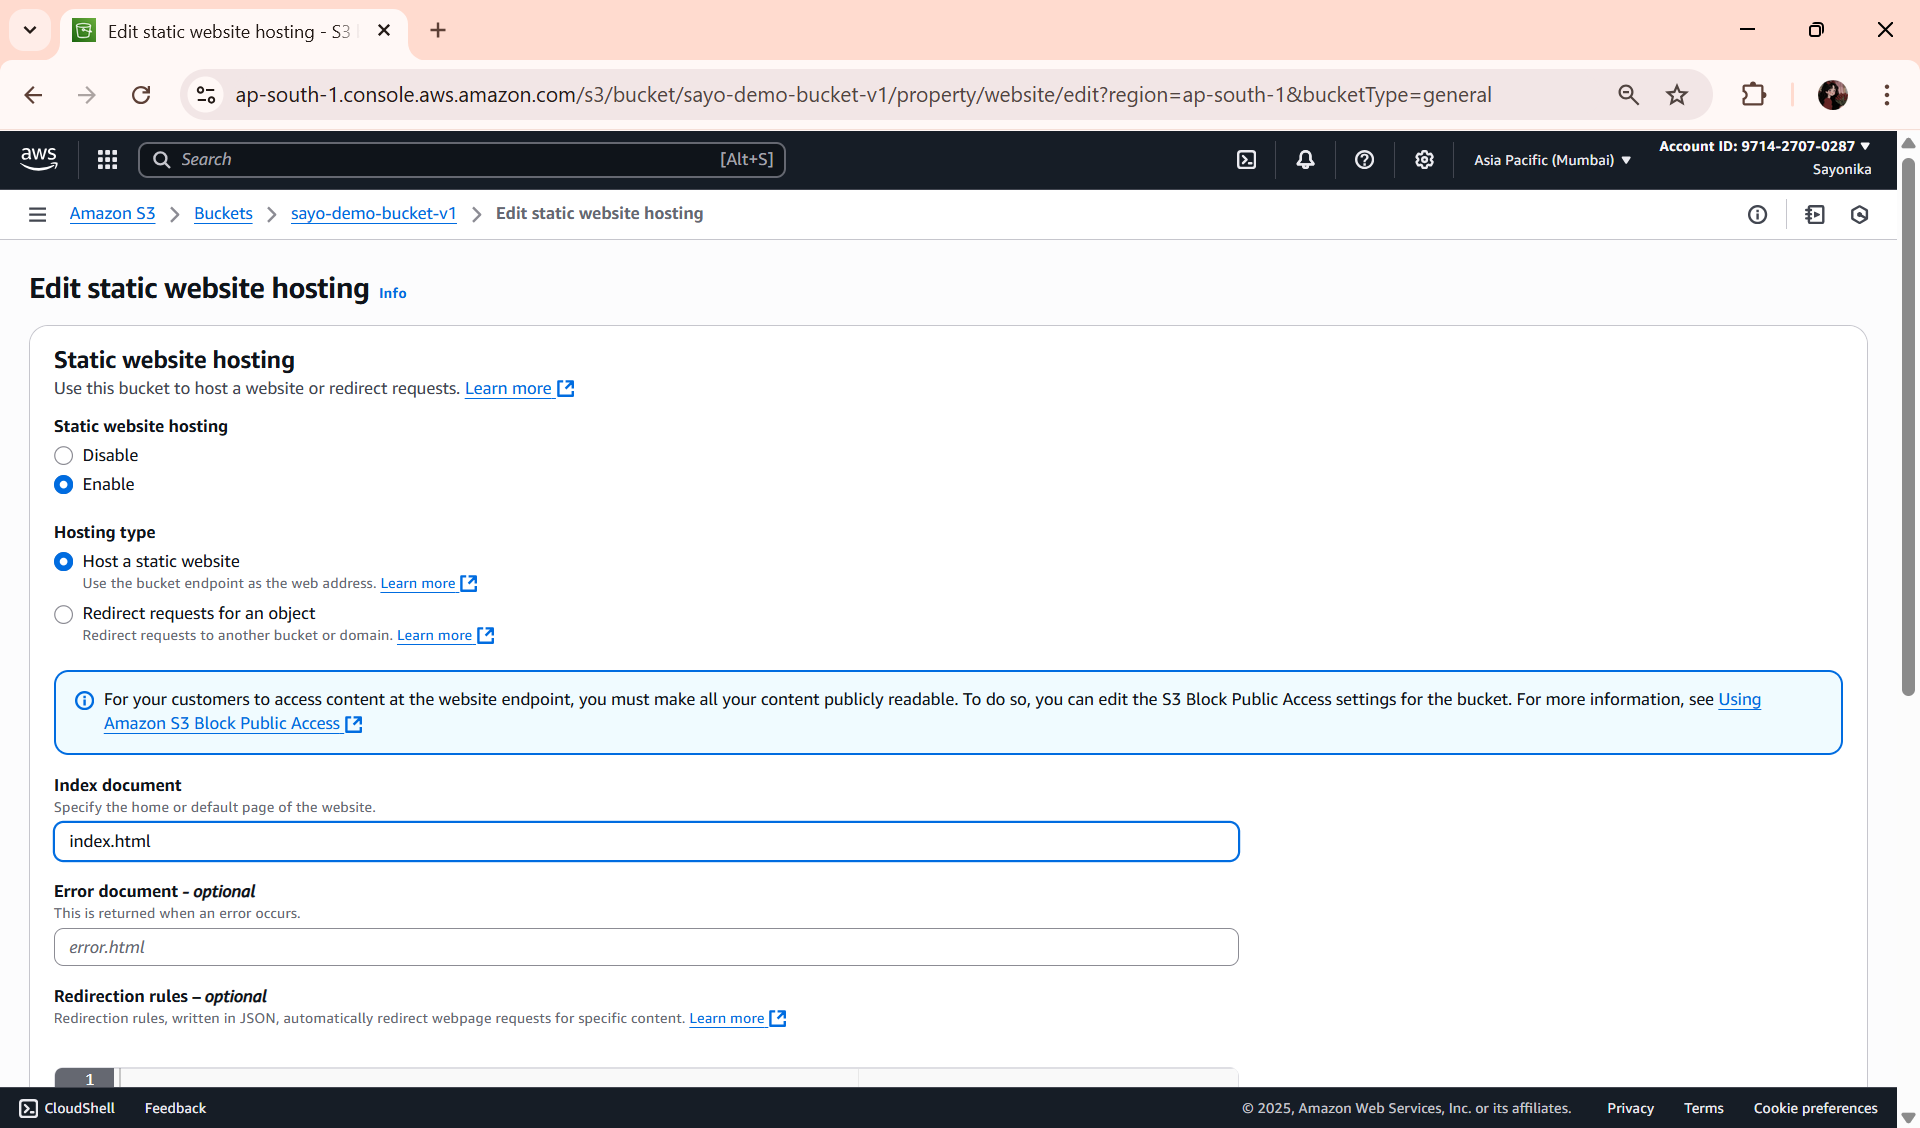 Edit static website hosting - S3
ap-south-1.console.aws.amazon.com/s3/bucket/sayo-demo-bucket-v1/property/website/edit?region=ap-south-1&bucketType=general
aws
Search
[Alt+S]
Asia Pacific (Mumbai)
Account ID: 9714-2707-0287
Sayonika
Amazon S3
Buckets
sayo-demo-bucket-v1
Edit static website hosting
Edit static website hosting Info
Static website hosting
Use this bucket to host a website or redirect requests. Learn more
Static website hosting
Disable
Enable
Hosting type
Host a static website
Use the bucket endpoint as the web address. Learn more
Redirect requests for an object
Redirect requests to another bucket or domain. Learn more
For your customers to access content at the website endpoint, you must make all your content publicly readable. To do so, you can edit the S3 Block Public Access settings for the bucket. For more information, see Using
Amazon S3 Block Public Access
Index document
Specify the home or default page of the website.
index.html
Error document - optional
This is returned when an error occurs.
error.html
Redirection rules – optional
Redirection rules, written in JSON, automatically redirect webpage requests for specific content. Learn more
1
CloudShell
Feedback
© 2025, Amazon Web Services, Inc. or its affiliates.
Privacy
Terms
Cookie preferences